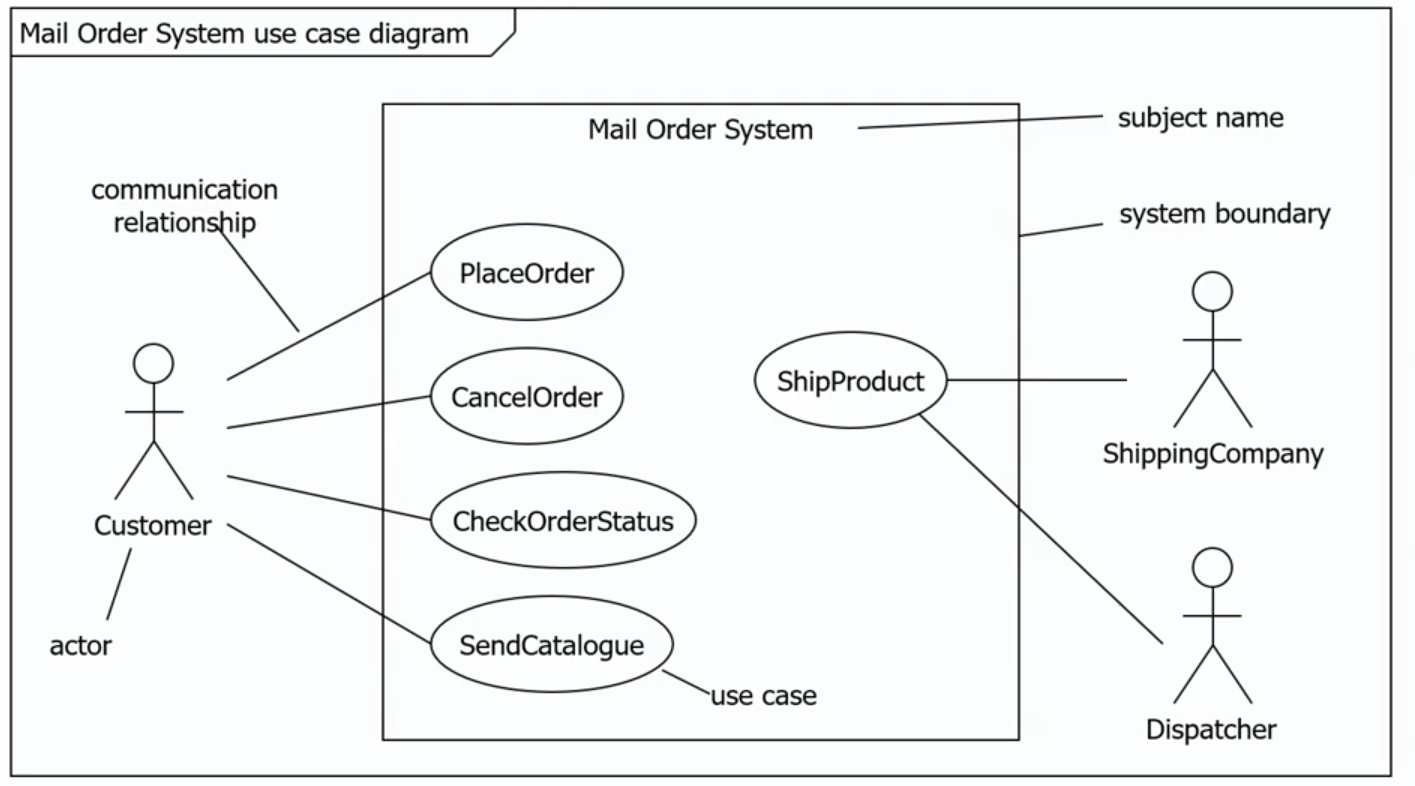 Mail Order System use case diagram
Mail Order System
subject name
communication
relationship
system boundary
PlaceOrder
CancelOrder
ShipProduct
ShippingCompany
CheckOrderStatus
Customer
SendCatalogue
actor
use case
Dispatcher